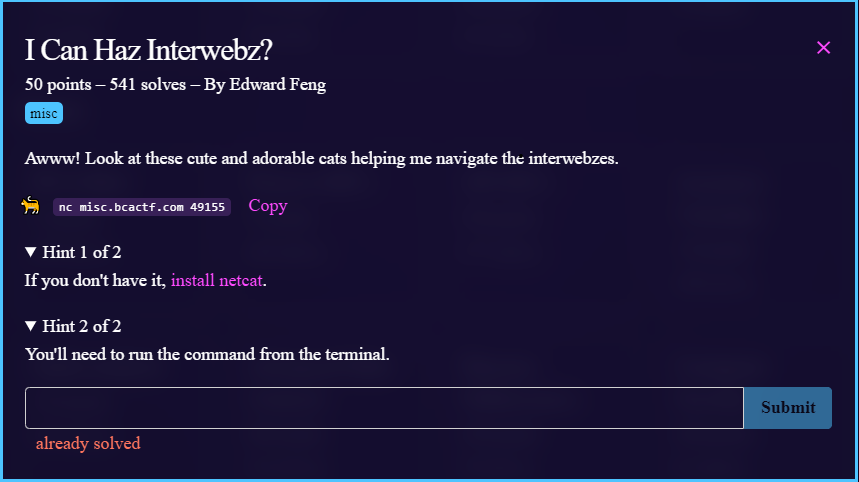 I Can Haz Interwebz?
50 points – 541 solves – By Edward Feng
misc
Awww! Look at these cute and adorable cats helping me navigate the interwebzes.
nc misc.bcactf.com 49155 Copy
▼ Hint 1 of 2
If you don't have it, install netcat.
▼ Hint 2 of 2
You'll need to run the command from the terminal.
Submit
already solved